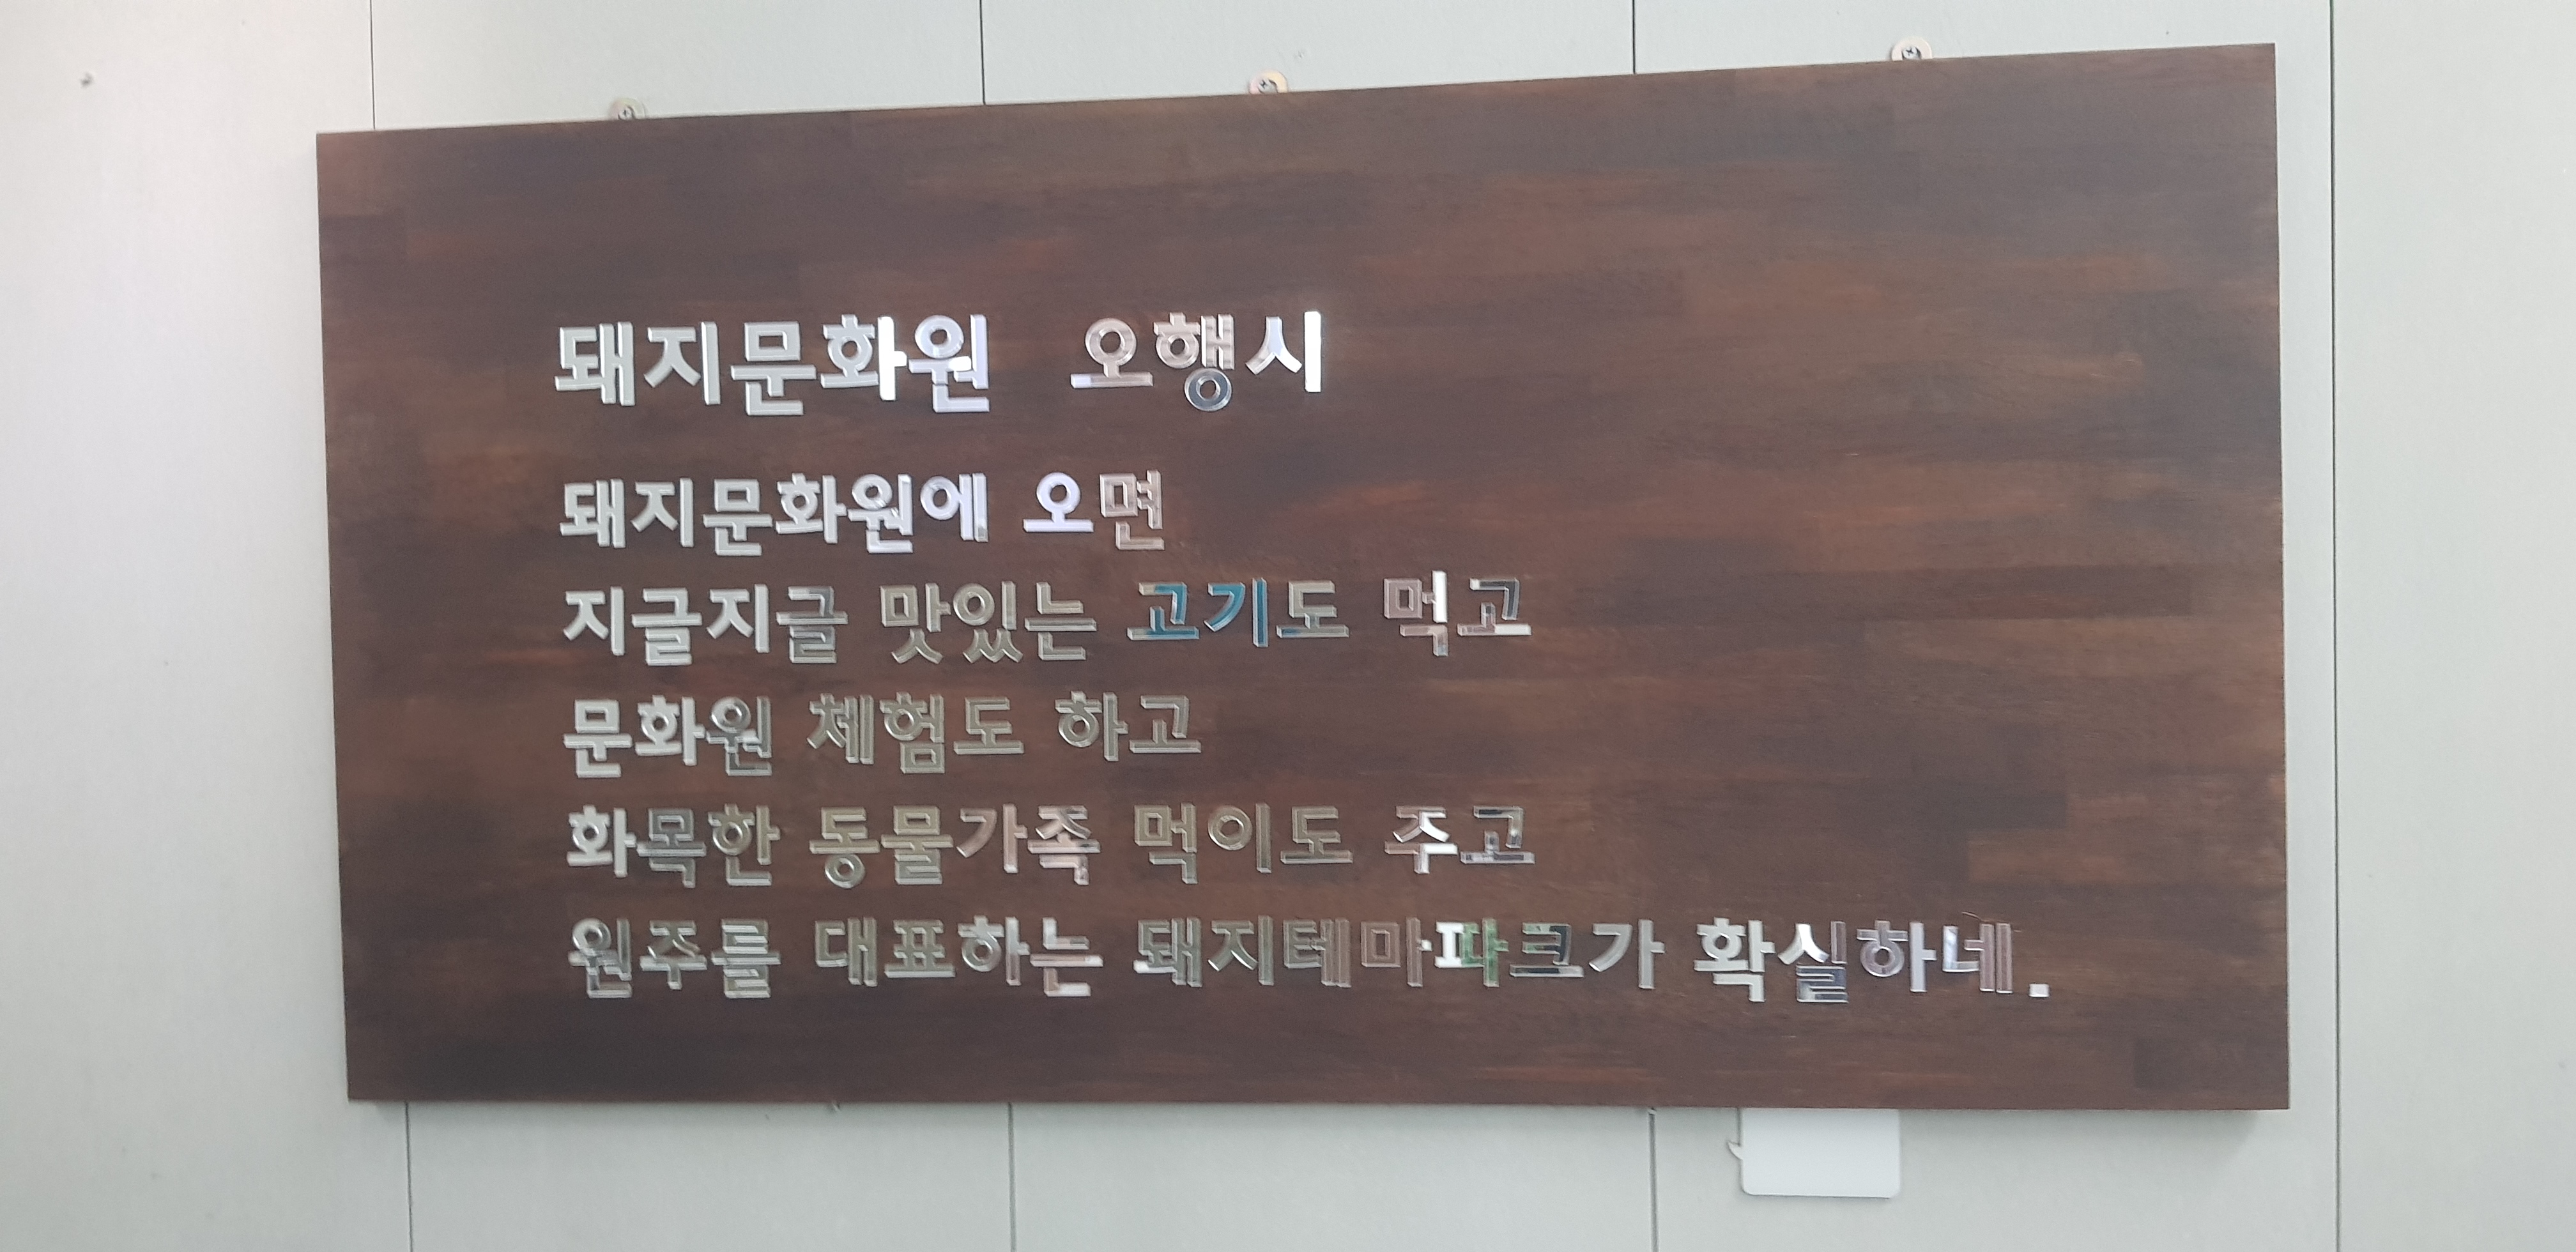 돼지문화원 오행시
돼지문화원에 오면
지글지글 맛있는 고기도 먹고
문화원 체험도 하고
화목한 동물가족 먹이도 주고
원주를 대표하는 돼지테마파크가 확실하네.